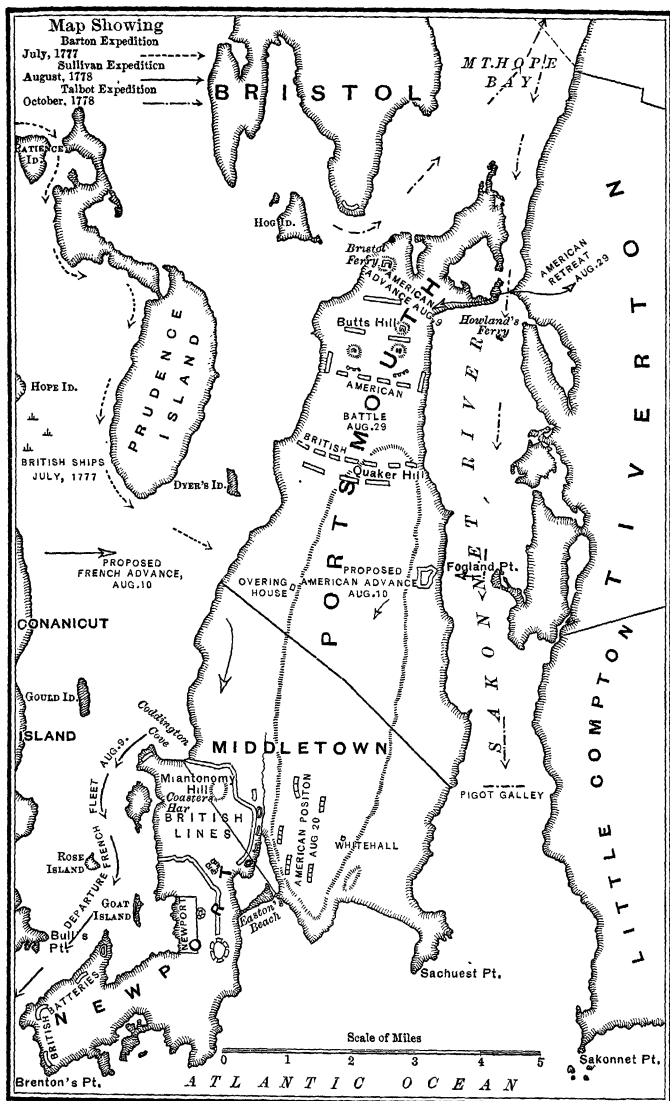 Map Showing
Barton Expedition
July, 1777
Sullivan Expedition
August, 1778
Talbot Expedition
October, 1778
BRISTOL
MT. HOPE
BAY
PATIENCE
ID.
HOG ID.
Bristol
Ferry
AMERICAN
ADVANCE AUG. 9
AMERICAN
RETREAT
AUG. 29
Howland's
Ferry
Butts Hill
PRUDENCE
ISLAND
HOPE ID.
AMERICAN
BATTLE
AUG. 29
BRITISH
Quaker Hill
BRITISH SHIPS
JULY, 1777
DYER'S ID.
PORTSMOUTH
SAKONNET RIVER
TIVERTON
PROPOSED
FRENCH ADVANCE,
AUG. 10
OVERING
HOUSE
PROPOSED
AMERICAN ADVANCE
AUG. 10
Fogland Pt.
CONANICUT
ISLAND
GOULD ID.
Coddington
Cove
MIDDLETOWN
LITTLE COMPTON
PIGOT GALLEY
Miantonomy
Hill
Coasters
Har
BRITISH
LINES
AMERICAN POSITON
AUG 20
WHITEHALL
DEPARTURE FRENCH FLEET AUG. 9.
ROSE
ISLAND
GOAT
ISLAND
Bull's
Pt.
NEWPORT
Easton's
Beach
Sachuest Pt.
BRITISH BATTERIES
NEWPORT
Brenton's Pt.
Scale of Miles
0 1 2 3 4 5
Sakonnet Pt.
ATLANTIC OCEAN